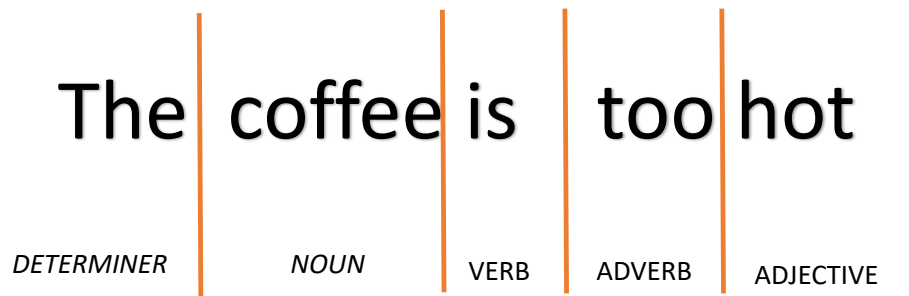 The coffee is too hot
DETERMINER NOUN VERB ADVERB ADJECTIVE